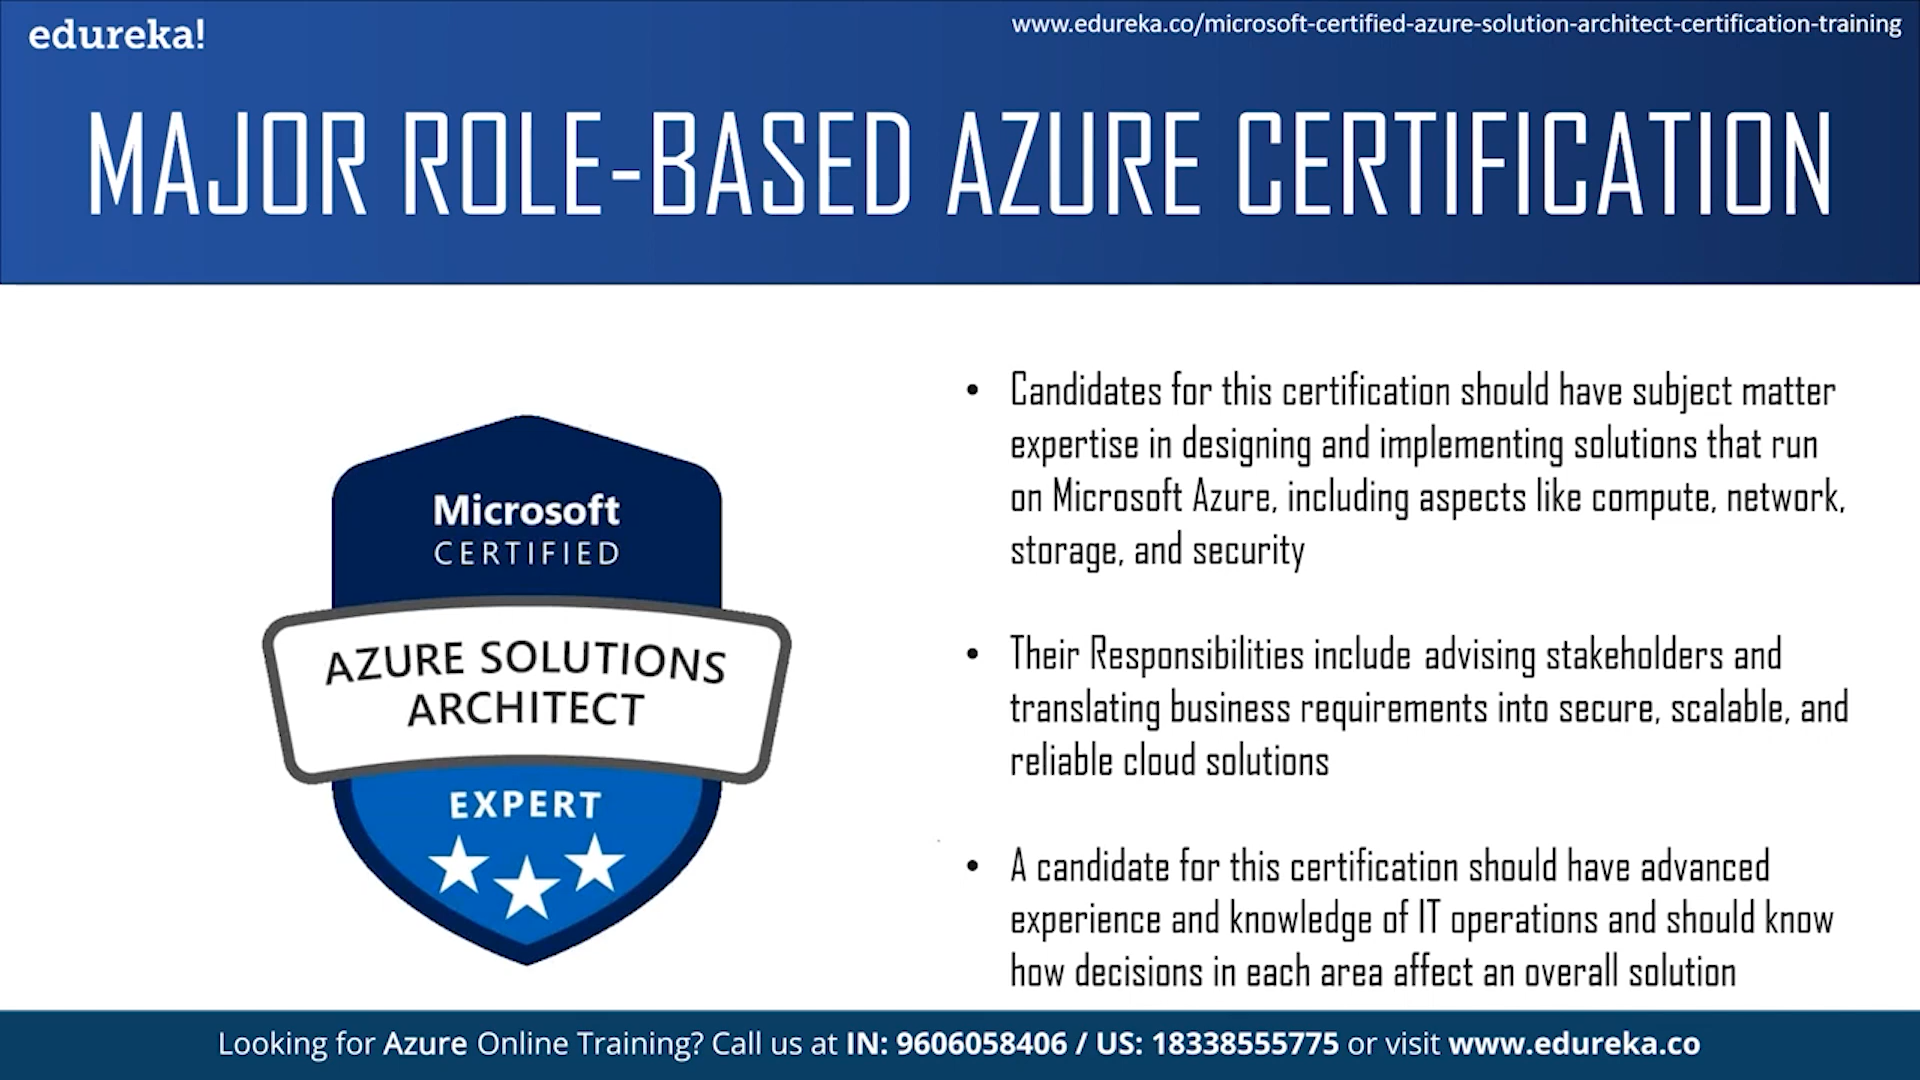 edureka!
www.edureka.co/microsoft-certified-azure-solution-architect-certification-training
MAJOR ROLE-BASED AZURE CERTIFICATION
Microsoft
CERTIFIED
AZURE SOLUTIONS
ARCHITECT
EXPERT
• Candidates for this certification should have subject matter
expertise in designing and implementing solutions that run
on Microsoft Azure, including aspects like compute, network,
storage, and security
• Their Responsibilities include advising stakeholders and
translating business requirements into secure, scalable, and
reliable cloud solutions
• A candidate for this certification should have advanced
experience and knowledge of IT operations and should know
how decisions in each area affect an overall solution
Looking for Azure Online Training? Call us at IN: 9606058406 / US: 18338555775 or visit www.edureka.co